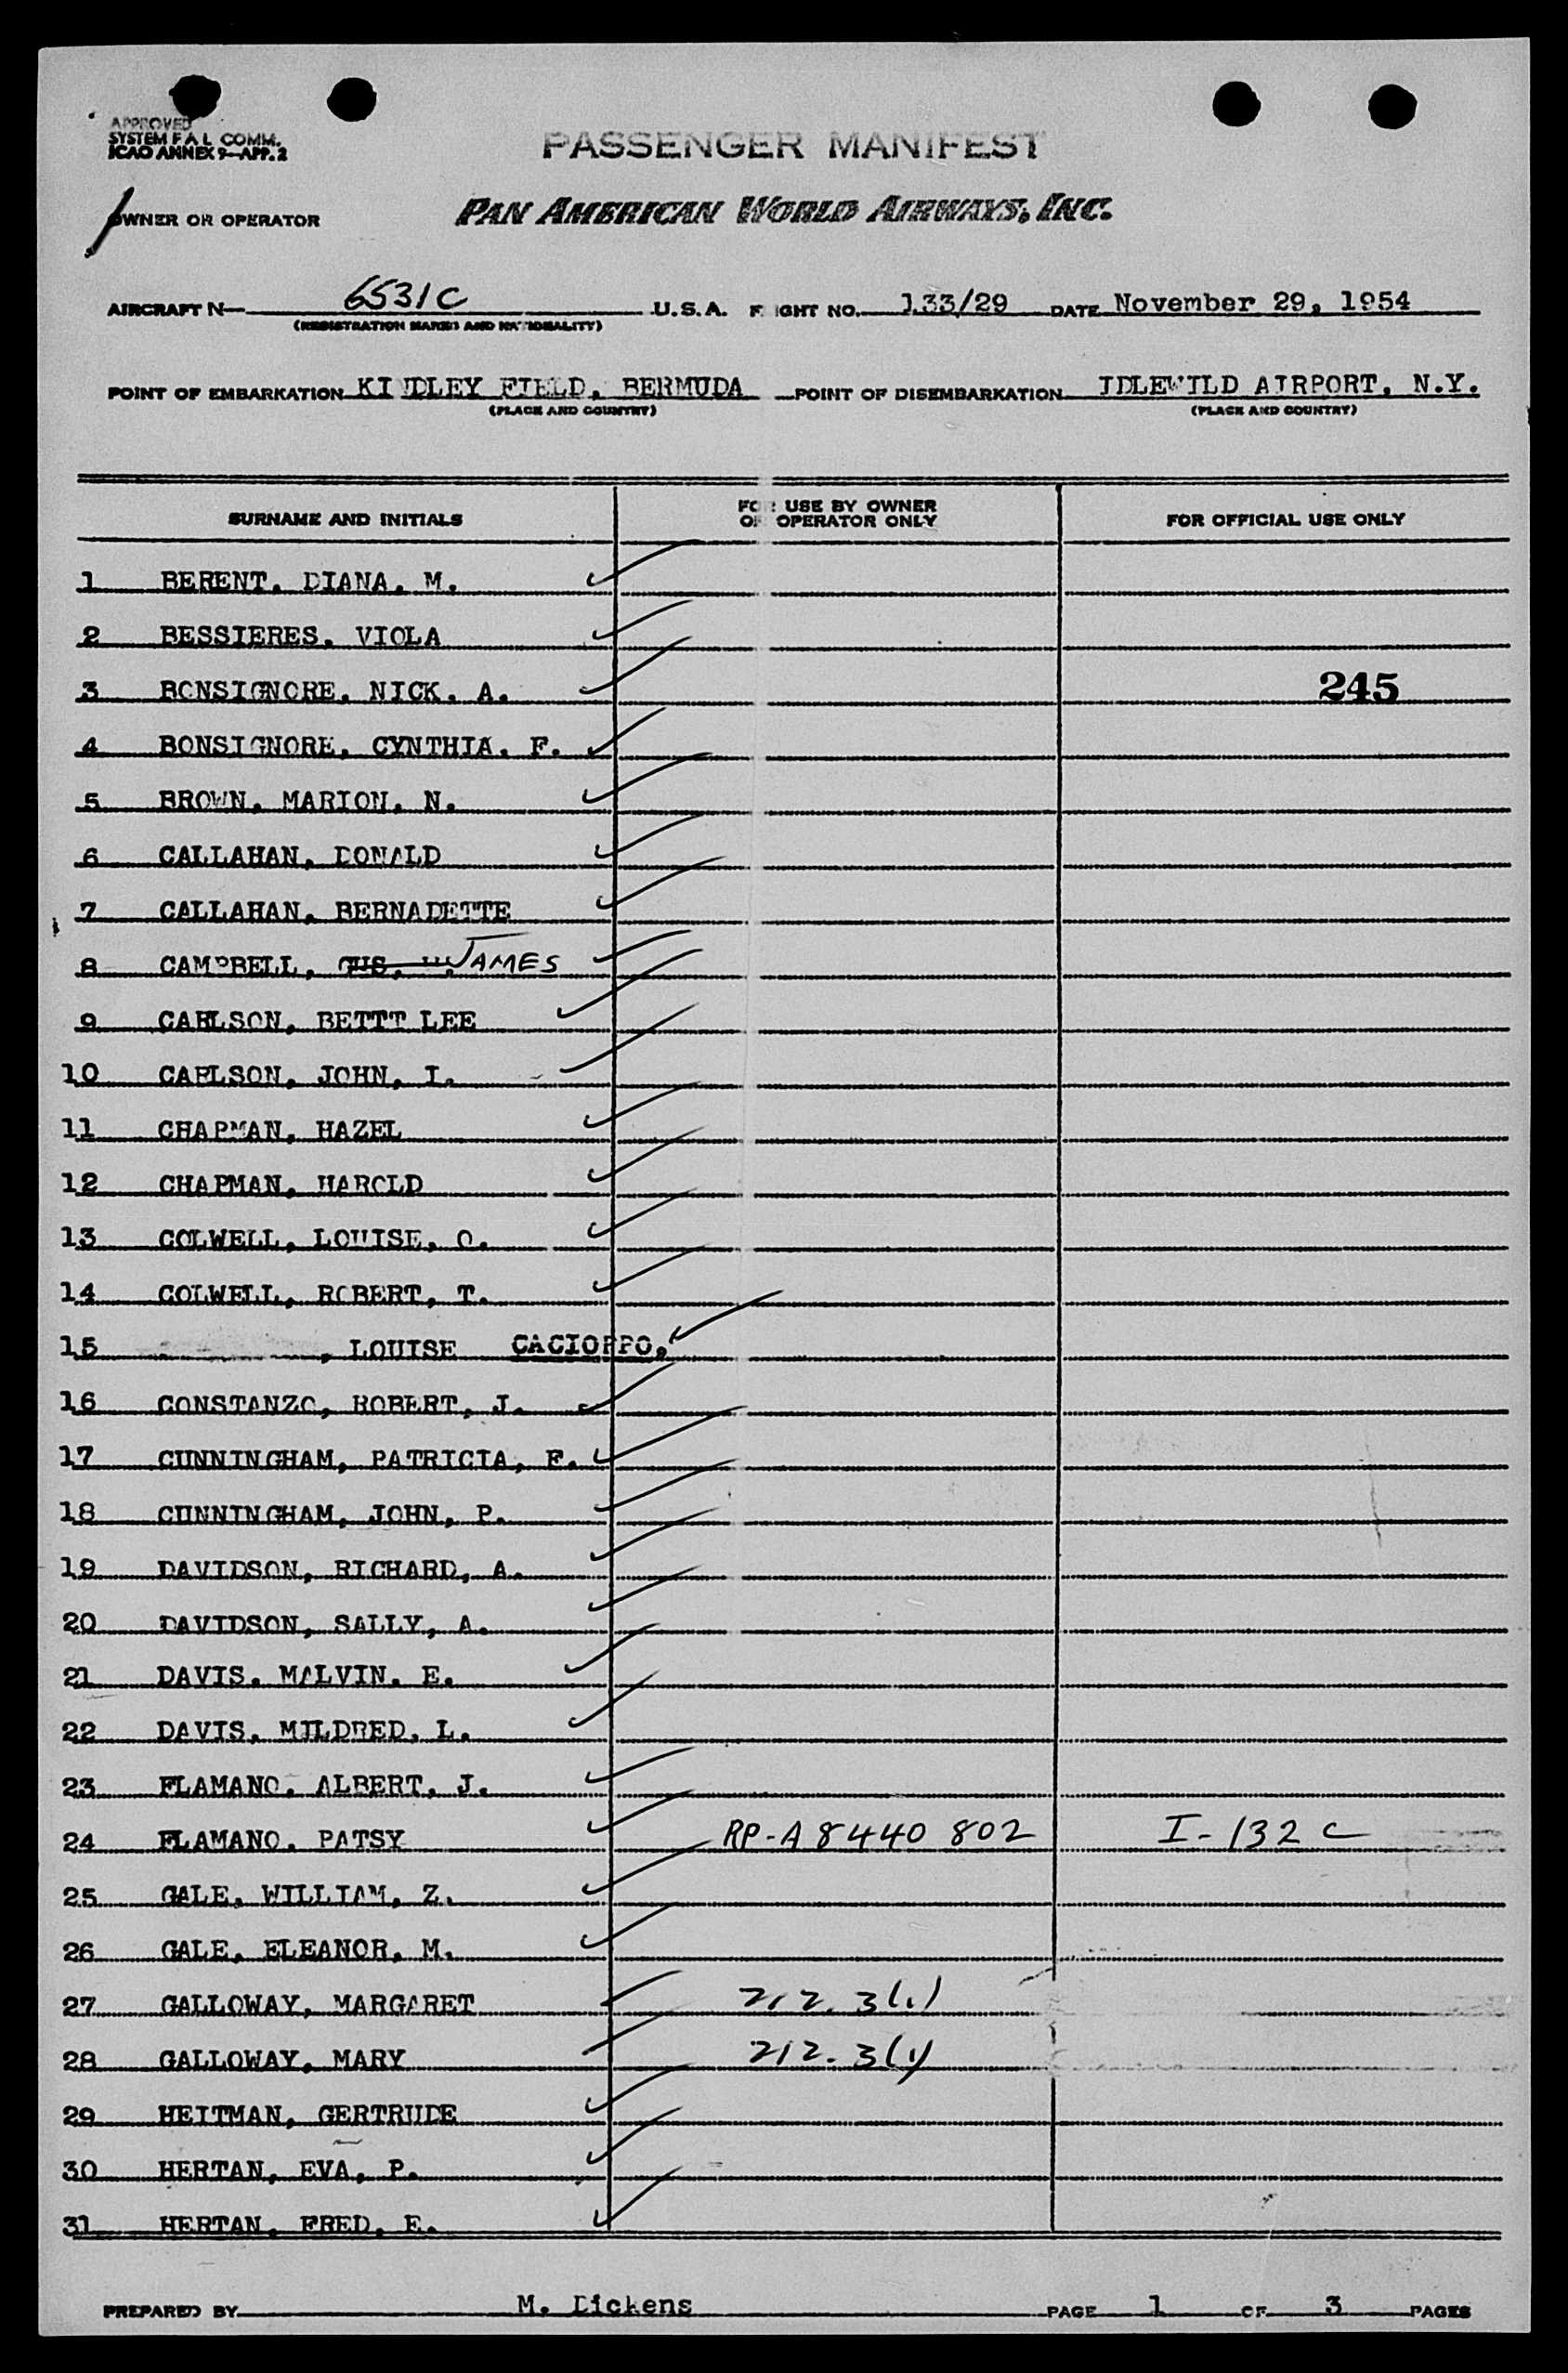 APPROVED
SYSTEM F A L COMM.
ICAO ANNEX 9—APP. 2
PASSENGER MANIFEST
OWNER OR OPERATOR PAN AMERICAN WORLD AIRWAYS, INC.
AIRCRAFT N— 6531C U.S.A. FLIGHT NO. 133/29 DATE November 29, 1954
(REGISTRATION MARKS AND NATIONALITY)
POINT OF EMBARKATION KINDLEY FIELD, BERMUDA POINT OF DISEMBARKATION IDLEWILD AIRPORT, N.Y.
(PLACE AND COUNTRY) (PLACE AND COUNTRY)
SURNAME AND INITIALS FOR USE BY OWNER OR OPERATOR ONLY FOR OFFICIAL USE ONLY
1 BERENT, DIANA, M.
2 BESSIERES, VIOLA
3 BONSIGNORE, NICK, A. 245
4 BONSIGNORE, CYNTHIA, F.
5 BROWN, MARION, N.
6 CALLAHAN, DONALD
7 CALLAHAN, BERNADETTE
8 CAMPBELL, GUS, W. JAMES
9 CARLSON, BETTT LEE
10 CARLSON, JOHN, I.
11 CHAPMAN, HAZEL
12 CHAPMAN, HAROLD
13 COLWELL, LOUISE, O.
14 COLWELL, ROBERT, T.
15 , LOUISE CACIOPPO,
16 CONSTANZO, ROBERT, J.
17 CUNNINGHAM, PATRICIA, F.
18 CUNNINGHAM, JOHN, P.
19 DAVIDSON, RICHARD, A.
20 DAVIDSON, SALLY, A.
21 DAVIS, MALVIN, E.
22 DAVIS, MILDRED, L.
23 FLAMANO, ALBERT, J.
24 FLAMANO, PATSY RP-A8440 802 I-132 C
25 GALE, WILLIAM, Z.
26 GALE, ELEANOR, M.
27 GALLOWAY, MARGARET 212.3(1)
28 GALLOWAY, MARY 212.3(1)
29 HEITMAN, GERTRUDE
30 HERTAN, EVA, P.
31 HERTAN, FRED, E.
PREPARED BY M. Dickens PAGE 1 OF 3 PAGES